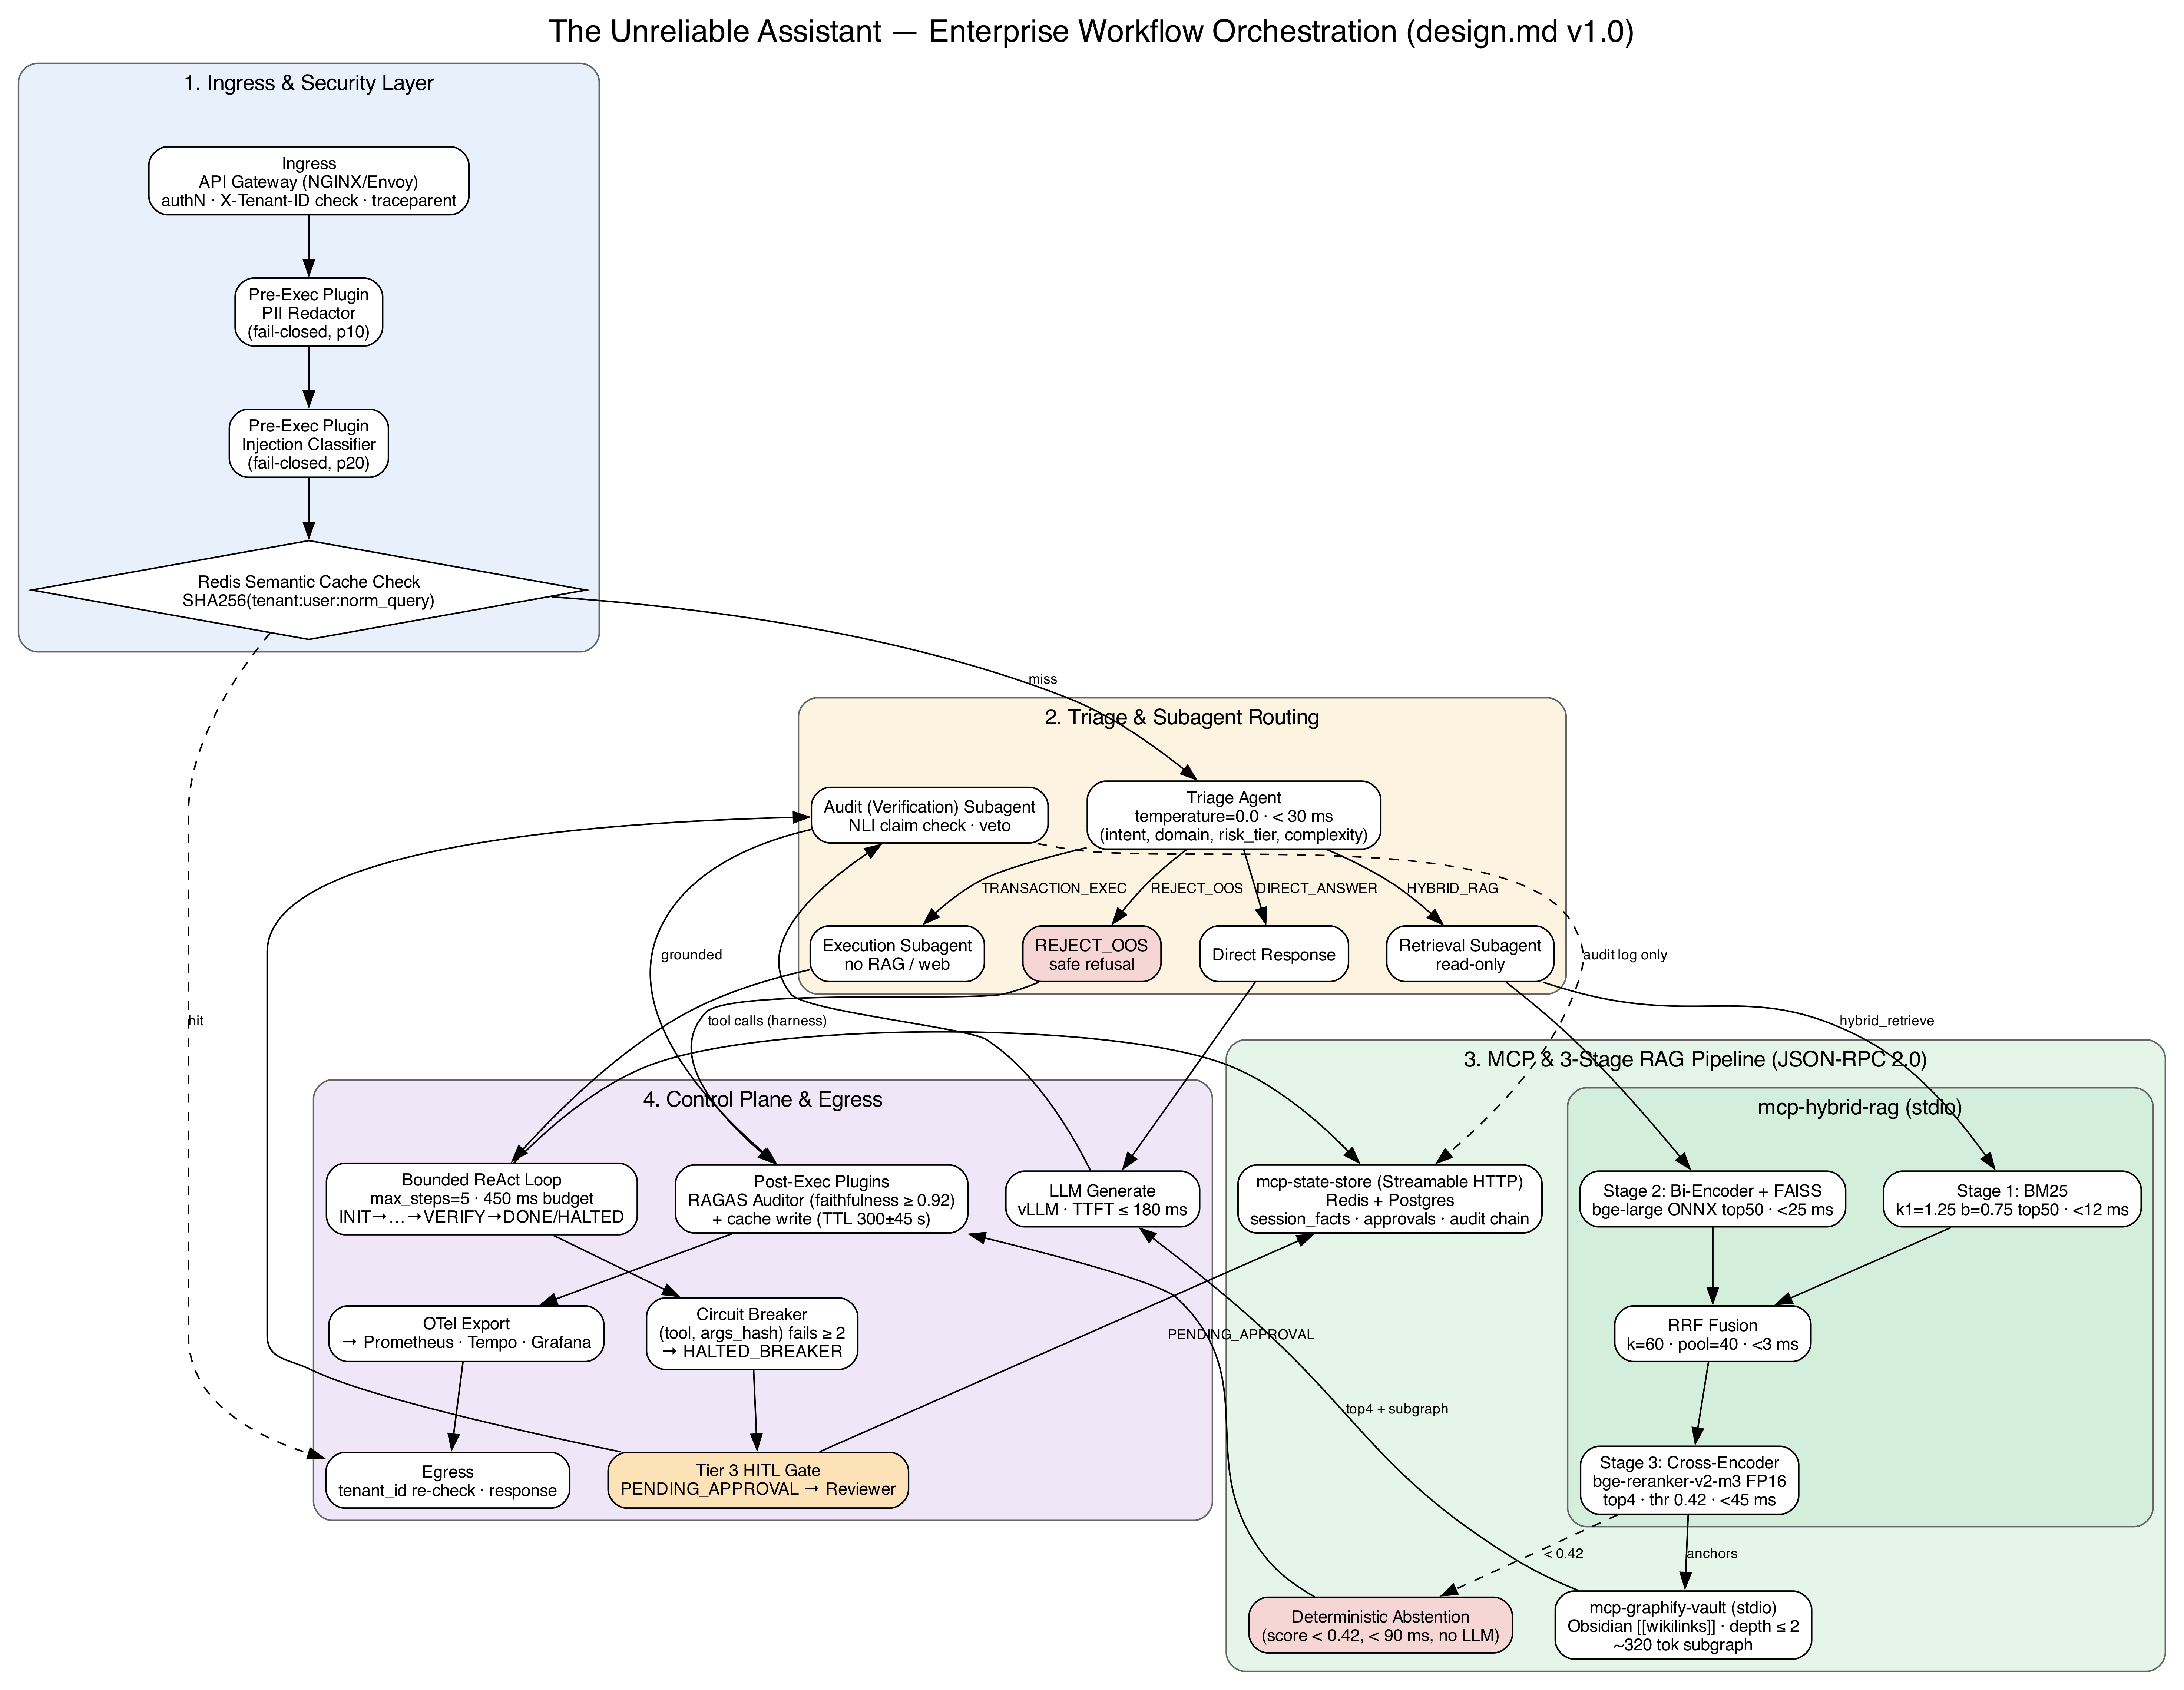 The Unreliable Assistant — Enterprise Workflow Orchestration (design.md v1.0)
1. Ingress & Security Layer
Ingress
API Gateway (NGINX/Envoy)
authN · X-Tenant-ID check · traceparent
Pre-Exec Plugin
PII Redactor
(fail-closed, p10)
Pre-Exec Plugin
Injection Classifier
(fail-closed, p20)
Redis Semantic Cache Check
SHA256(tenant:user:norm_query)
miss
hit
2. Triage & Subagent Routing
Audit (Verification) Subagent
NLI claim check · veto
Triage Agent
temperature=0.0 · < 30 ms
(intent, domain, risk_tier, complexity)
TRANSACTION_EXEC
REJECT_OOS
DIRECT_ANSWER
HYBRID_RAG
Execution Subagent
no RAG / web
REJECT_OOS
safe refusal
Direct Response
Retrieval Subagent
read-only
grounded
audit log only
tool calls (harness)
hybrid_retrieve
3. MCP & 3-Stage RAG Pipeline (JSON-RPC 2.0)
mcp-hybrid-rag (stdio)
4. Control Plane & Egress
Bounded ReAct Loop
max_steps=5 · 450 ms budget
INIT→…→VERIFY→DONE/HALTED
Post-Exec Plugins
RAGAS Auditor (faithfulness ≥ 0.92)
+ cache write (TTL 300±45 s)
LLM Generate
vLLM · TTFT ≤ 180 ms
mcp-state-store (Streamable HTTP)
Redis + Postgres
session_facts · approvals · audit chain
Stage 2: Bi-Encoder + FAISS
bge-large ONNX top50 · <25 ms
Stage 1: BM25
k1=1.25 b=0.75 top50 · <12 ms
OTel Export
→ Prometheus · Tempo · Grafana
Circuit Breaker
(tool, args_hash) fails ≥ 2
→ HALTED_BREAKER
PENDING_APPROVAL
RRF Fusion
k=60 · pool=40 · <3 ms
top4 + subgraph
Egress
tenant_id re-check · response
Tier 3 HITL Gate
PENDING_APPROVAL → Reviewer
Stage 3: Cross-Encoder
bge-reranker-v2-m3 FP16
top4 · thr 0.42 · <45 ms
< 0.42
anchors
Deterministic Abstention
(score < 0.42, < 90 ms, no LLM)
mcp-graphify-vault (stdio)
Obsidian [[wikilinks]] · depth ≤ 2
~320 tok subgraph